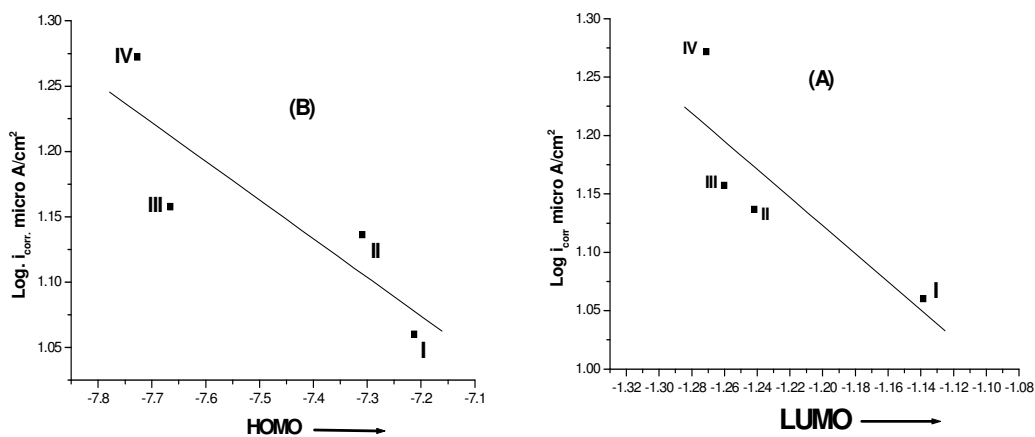 1.30
1.25
1.20
1.15
1.10
1.05
Log. i corr. micro A/cm²
IV
III
II
I
(B)
-7.8 -7.7 -7.6 -7.5 -7.4 -7.3 -7.2 -7.1
HOMO
1.30
1.25
1.20
1.15
1.10
1.05
1.00
Log i corr micro A/cm²
IV
III
II
I
(A)
-1.32 -1.30 -1.28 -1.26 -1.24 -1.22 -1.20 -1.18 -1.16 -1.14 -1.12 -1.10 -1.08
LUMO